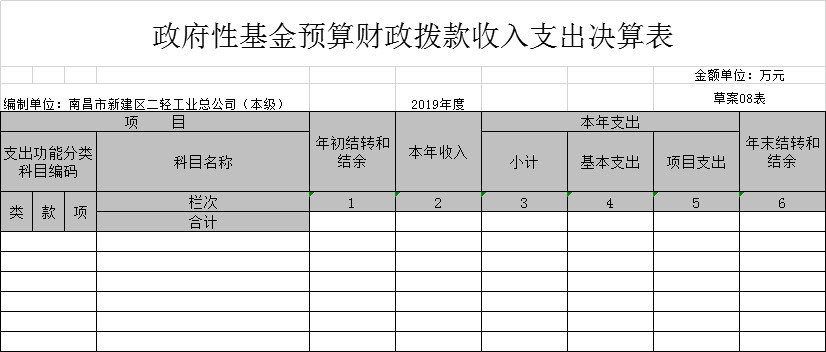 政府性基金预算财政拨款收入支出决算表
金额单位：万元
编制单位：南昌市新建区二轻工业总公司（本级）
2019年度
草案08表
项 目
年初结转和结余
本年收入
本年支出
年末结转和结余
支出功能分类科目编码
科目名称
小计
基本支出
项目支出
类 款 项
栏次
1 2 3 4 5 6
合计